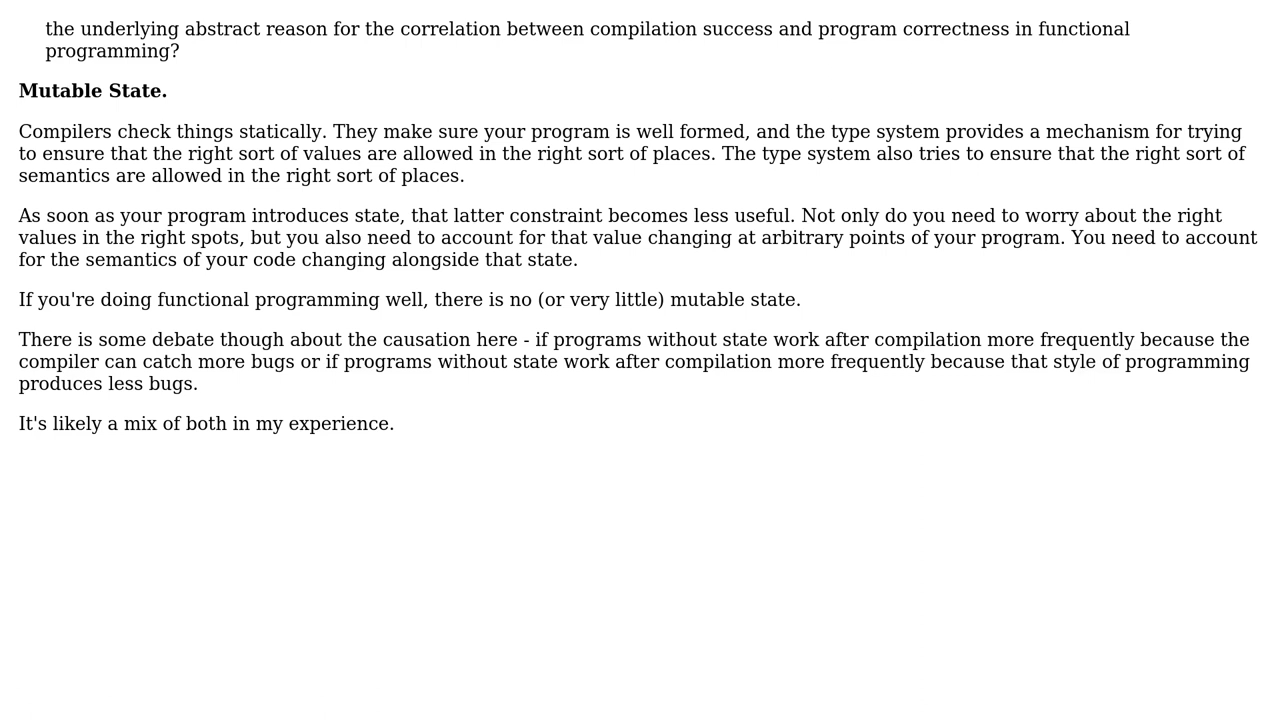 the underlying abstract reason for the correlation between compilation success and program correctness in functional
programming?
Mutable State.
Compilers check things statically. They make sure your program is well formed, and the type system provides a mechanism for trying
to ensure that the right sort of values are allowed in the right sort of places. The type system also tries to ensure that the right sort of
semantics are allowed in the right sort of places.
As soon as your program introduces state, that latter constraint becomes less useful. Not only do you need to worry about the right
values in the right spots, but you also need to account for that value changing at arbitrary points of your program. You need to account
for the semantics of your code changing alongside that state.
If you're doing functional programming well, there is no (or very little) mutable state.
There is some debate though about the causation here - if programs without state work after compilation more frequently because the
compiler can catch more bugs or if programs without state work after compilation more frequently because that style of programming
produces less bugs.
It's likely a mix of both in my experience.